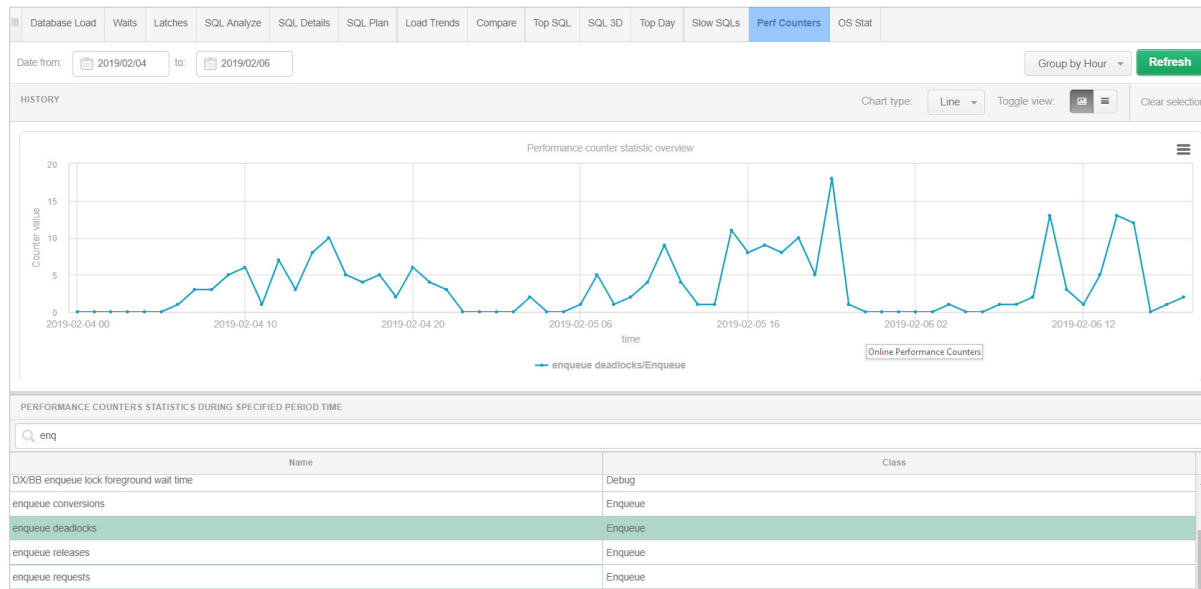 Database Load Waits Latches SQL Analyze SQL Details SQL Plan Load Trends Compare Top SQL SQL 3D Top Day Slow SQLs Perf Counters OS Stat
Date from: 2019/02/04 to: 2019/02/06 Group by Hour Refresh
HISTORY Chart type: Line Toggle view: Clear selection
Performance counter statistic overview
20
15
10
5
0
Counter value
2019-02-04 00 2019-02-04 10 2019-02-04 20 2019-02-05 06 2019-02-05 16 2019-02-06 02 2019-02-06 12
time
Online Performance Counters
enqueue deadlocks/Enqueue
PERFORMANCE COUNTERS STATISTICS DURING SPECIFIED PERIOD TIME
enq
Name Class
DX/BB enqueue lock foreground wait time Debug
enqueue conversions Enqueue
enqueue deadlocks Enqueue
enqueue releases Enqueue
enqueue requests Enqueue